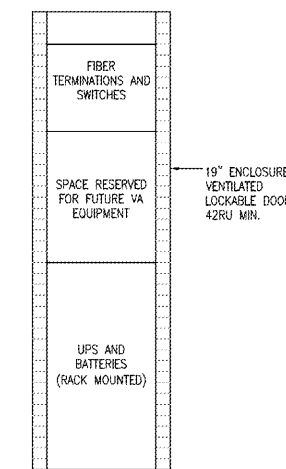 FIBER
TERMINATIONS AND
SWITCHES
SPACE RESERVED
FOR FUTURE VA
EQUIPMENT
19" ENCLOSURE
VENTILATED
LOCKABLE DOOR
42RU MIN.
UPS AND
BATTERIES
(RACK MOUNTED)